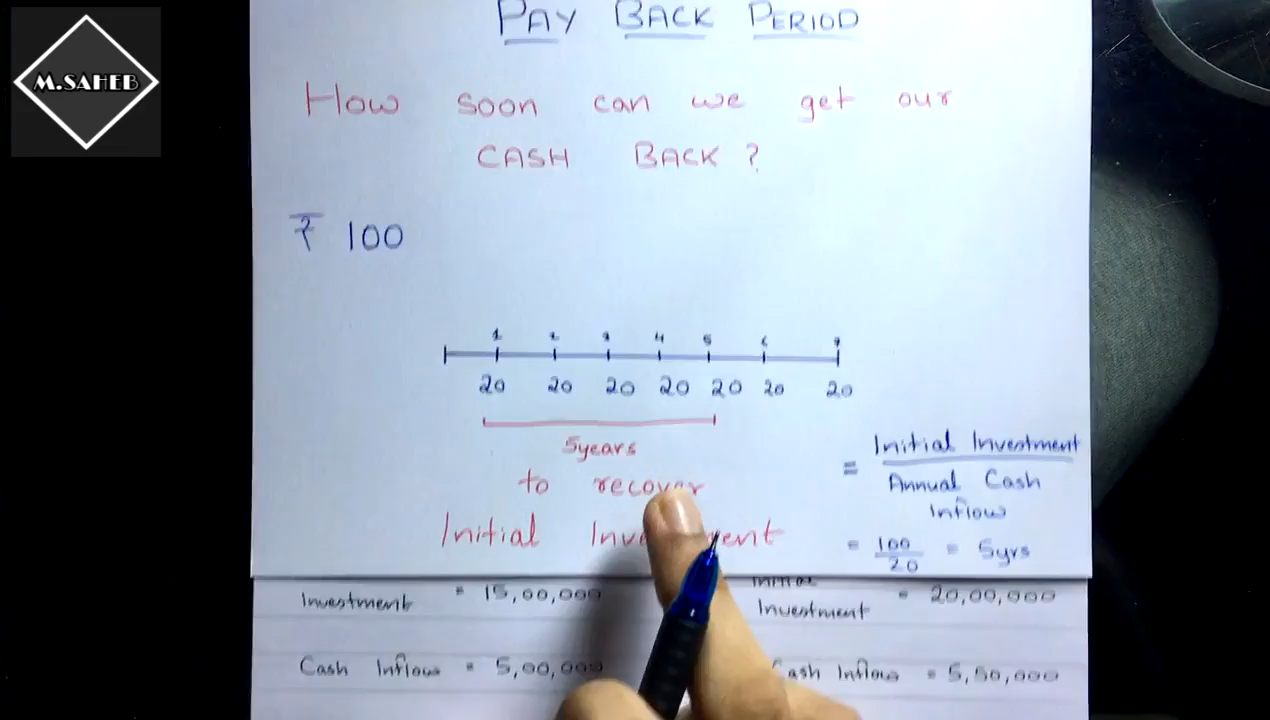 M.SAHEB
PAY BACK PERIOD
How soon can we get our
CASH BACK ?
₹ 100
1 2 3 4 5 6 7
20 20 20 20 20 20 20
5years
to recover
Initial
= Initial Investment
Annual Cash
Inflow
= 100 = 5yrs
20
Investment = 15,00,000
Initial
Investment = 20,00,000
Cash Inflow = 5,00,000
Cash Inflow = 5,50,000